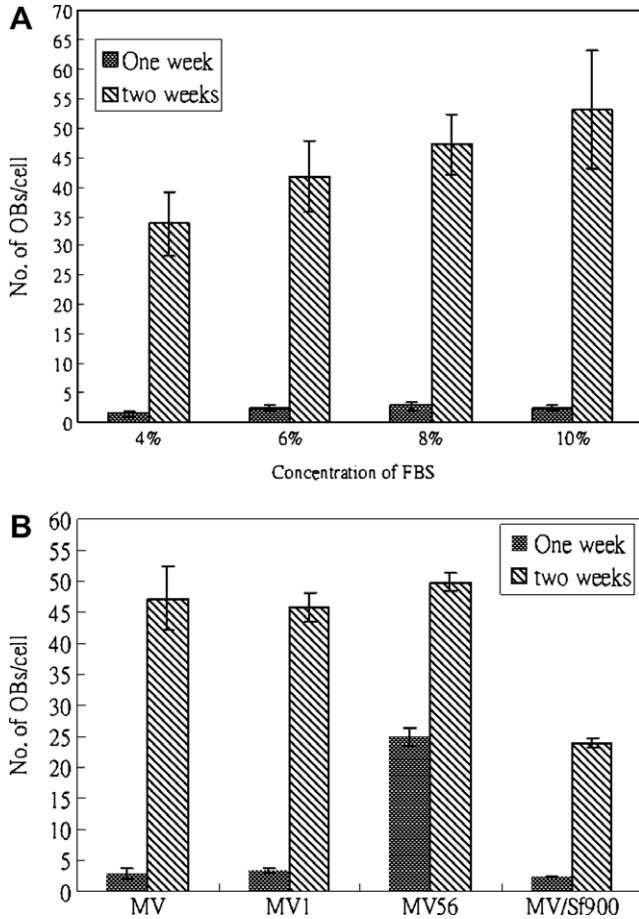 A
70
65
60
55
50
45
40
35
30
25
20
15
10
5
0
No. of OBs/cell
One week
two weeks
4% 6% 8% 10%
Concentration of FBS
B
60
55
50
45
40
35
30
25
20
15
10
5
0
No. of OBs/cell
One week
two weeks
MV MV1 MV56 MV/Sf900